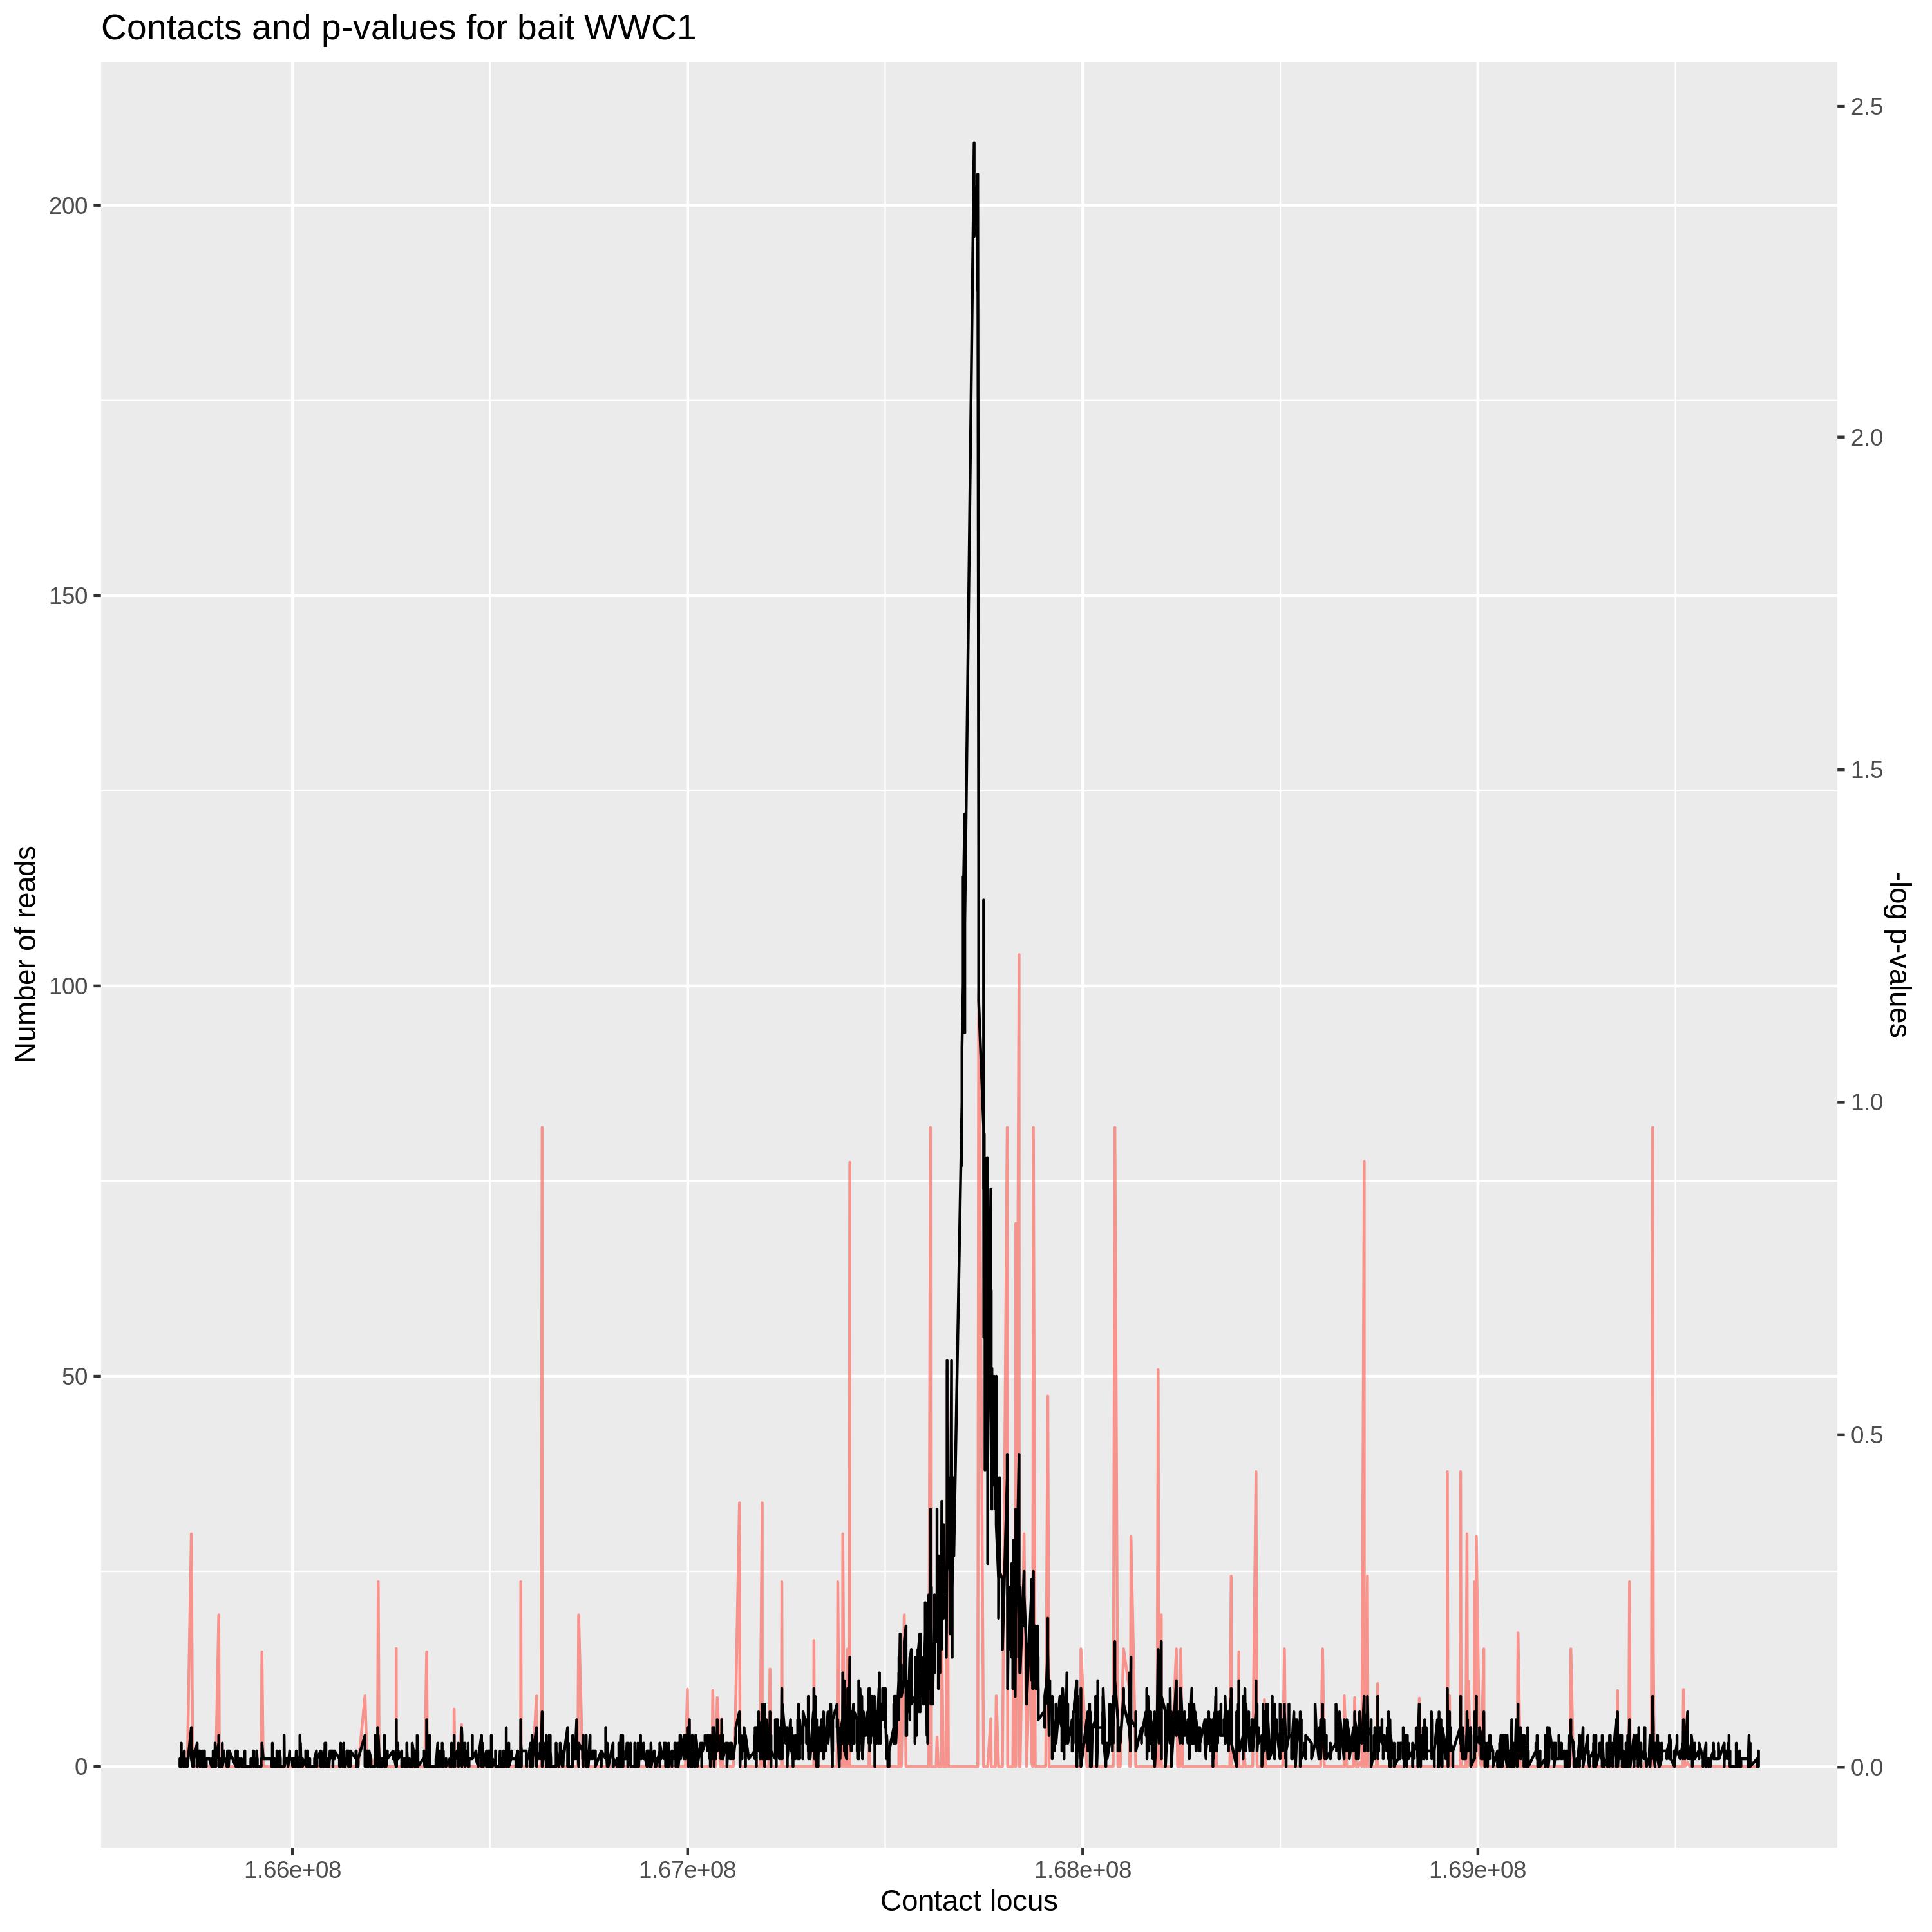 Contacts and p-values for bait WWC1
Number of reads
200
150
100
50
0
2.5
2.0
1.5
1.0
0.5
0.0
-log p-values
1.66e+08
1.67e+08
1.68e+08
1.69e+08
Contact locus